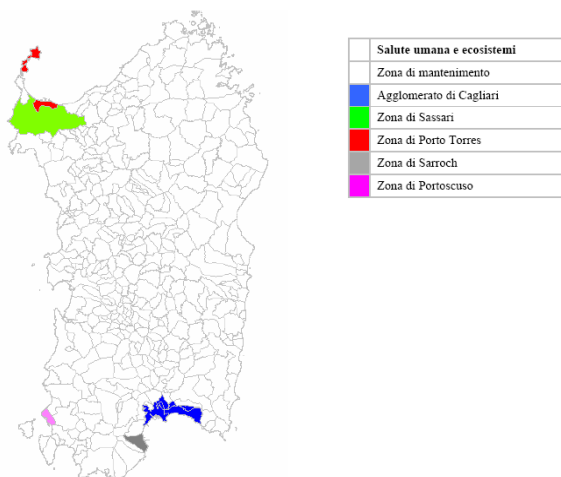 Salute umana e ecosistemi
Zona di mantenimento
Agglomerato di Cagliari
Zona di Sassari
Zona di Porto Torres
Zona di Sarroch
Zona di Portoscuso